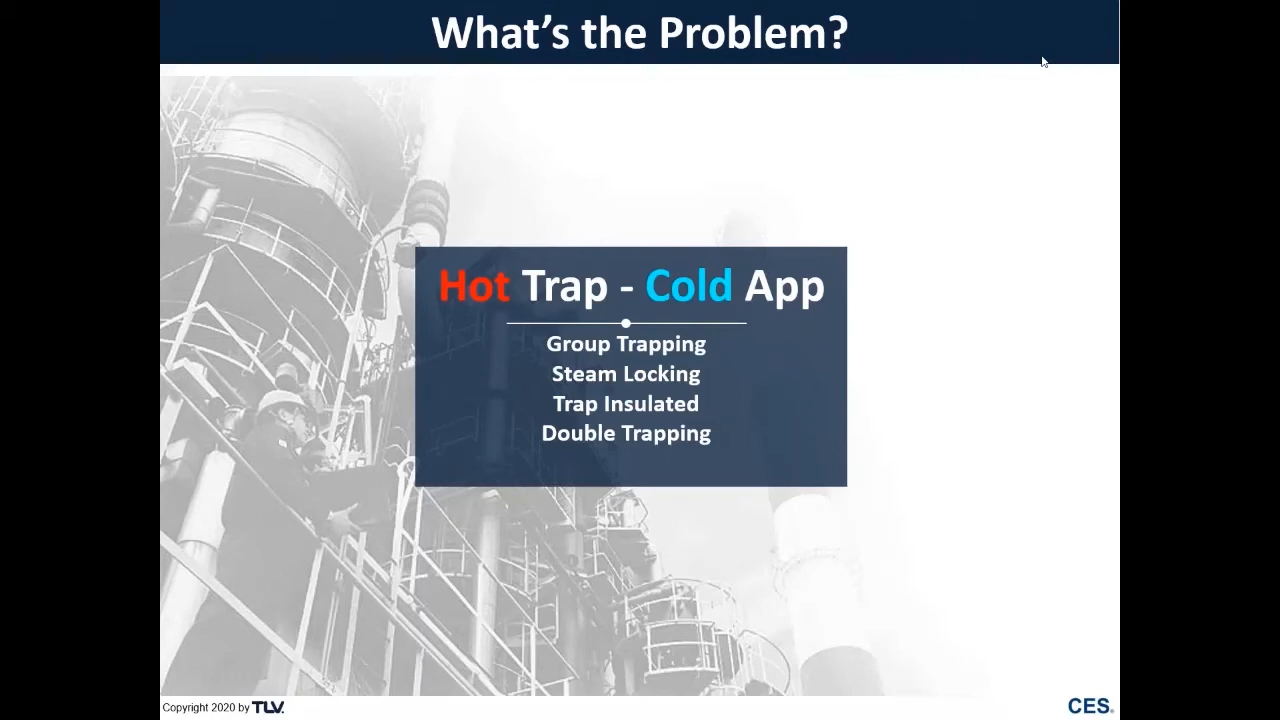 What's the Problem?
Hot Trap - Cold App
Group Trapping
Steam Locking
Trap Insulated
Double Trapping
Copyright 2020 by TLV.
CES